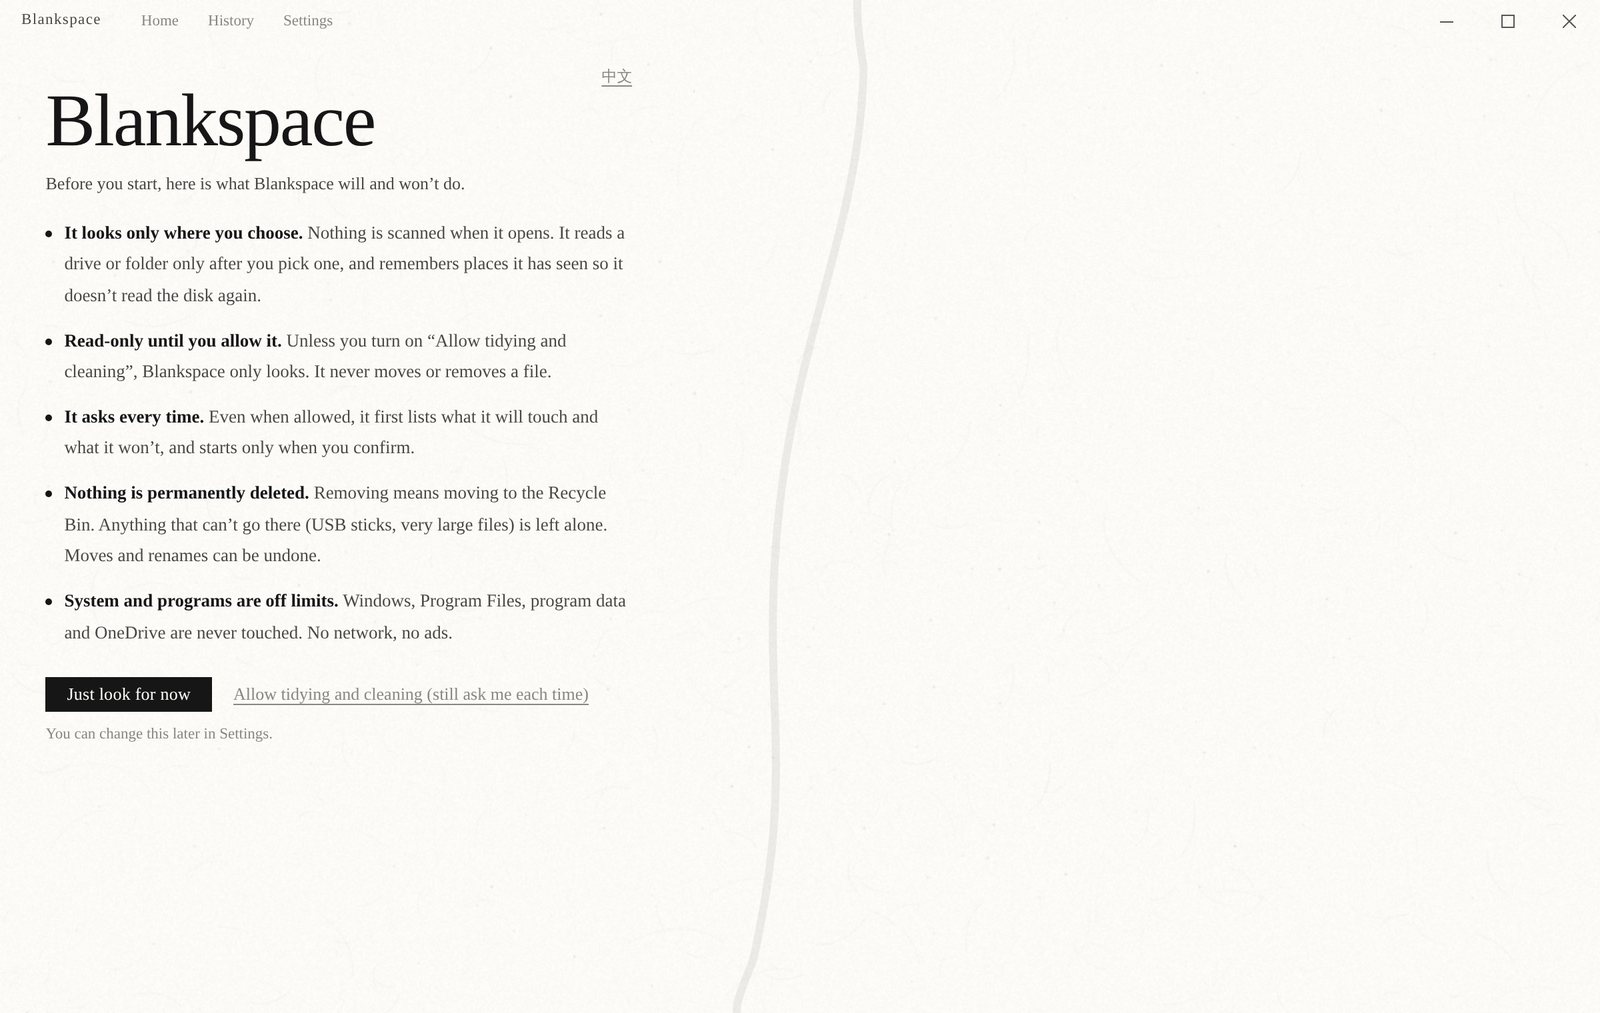 Blankspace Home History Settings
中文
Blankspace
Before you start, here is what Blankspace will and won’t do.
• It looks only where you choose. Nothing is scanned when it opens. It reads a
drive or folder only after you pick one, and remembers places it has seen so it
doesn’t read the disk again.
• Read-only until you allow it. Unless you turn on “Allow tidying and
cleaning”, Blankspace only looks. It never moves or removes a file.
• It asks every time. Even when allowed, it first lists what it will touch and
what it won’t, and starts only when you confirm.
• Nothing is permanently deleted. Removing means moving to the Recycle
Bin. Anything that can’t go there (USB sticks, very large files) is left alone.
Moves and renames can be undone.
• System and programs are off limits. Windows, Program Files, program data
and OneDrive are never touched. No network, no ads.
Just look for now Allow tidying and cleaning (still ask me each time)
You can change this later in Settings.